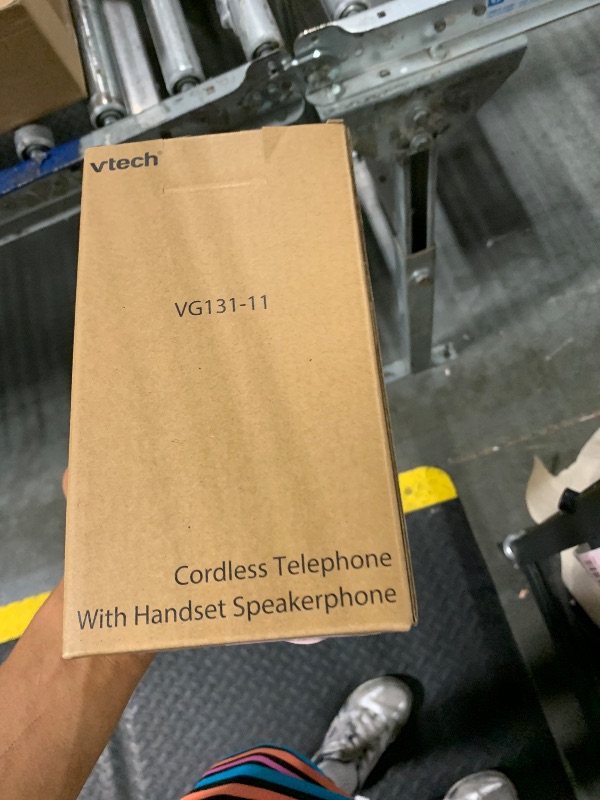 vtech
VG131-11
Cordless Telephone
With Handset Speakerphone